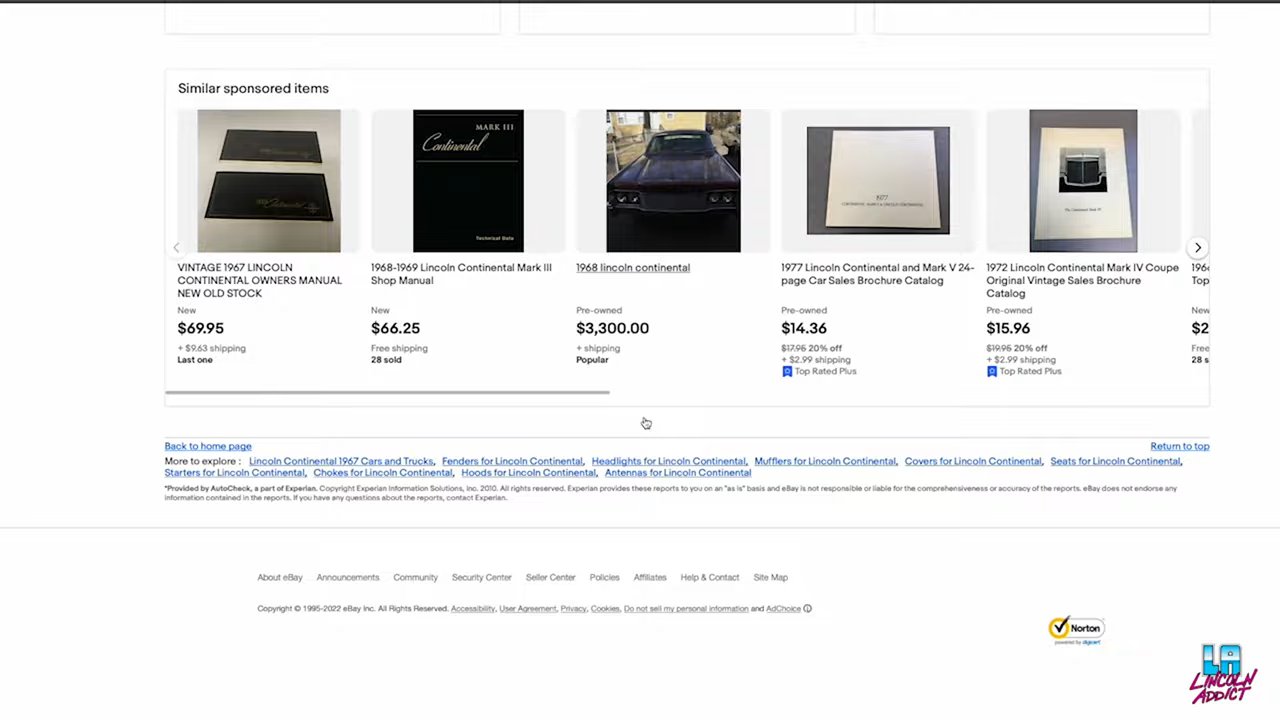 Similar sponsored items
MARK III
Continental
Technical Data
1977
VINTAGE 1967 LINCOLN
CONTINENTAL OWNERS MANUAL
NEW OLD STOCK
New
$69.95
+ $9.63 shipping
Last one
1968-1969 Lincoln Continental Mark III
Shop Manual
New
$66.25
Free shipping
28 sold
1968 lincoln continental
Pre-owned
$3,300.00
+ shipping
Popular
1977 Lincoln Continental and Mark V 24-
page Car Sales Brochure Catalog
Pre-owned
$14.36
$17.95 20% off
+ $2.99 shipping
Top Rated Plus
1972 Lincoln Continental Mark IV Coupe
Original Vintage Sales Brochure
Catalog
Pre-owned
$15.96
$19.95 20% off
+ $2.99 shipping
Top Rated Plus
Top
New
$2
Free
28 s
Back to home page
Return to top
More to explore : Lincoln Continental 1967 Cars and Trucks, Fenders for Lincoln Continental, Headlights for Lincoln Continental, Mufflers for Lincoln Continental, Covers for Lincoln Continental, Seats for Lincoln Continental,
Starters for Lincoln Continental, Chokes for Lincoln Continental, Hoods for Lincoln Continental, Antennas for Lincoln Continental
*Provided by AutoCheck, a part of Experian. Copyright Experian Information Solutions, Inc. 2010. All rights reserved. Experian provides these reports to you on an "as is" basis and eBay is not responsible or liable for the comprehensiveness or accuracy of the reports. eBay does not endorse any
information contained in the reports. If you have any questions about the reports, contact Experian.
About eBay Announcements Community Security Center Seller Center Policies Affiliates Help & Contact Site Map
Copyright © 1995-2022 eBay Inc. All Rights Reserved. Accessibility, User Agreement, Privacy, Cookies, Do not sell my personal information and AdChoice
Norton
powered by digicert
LA
LINCOLN
ADDICT